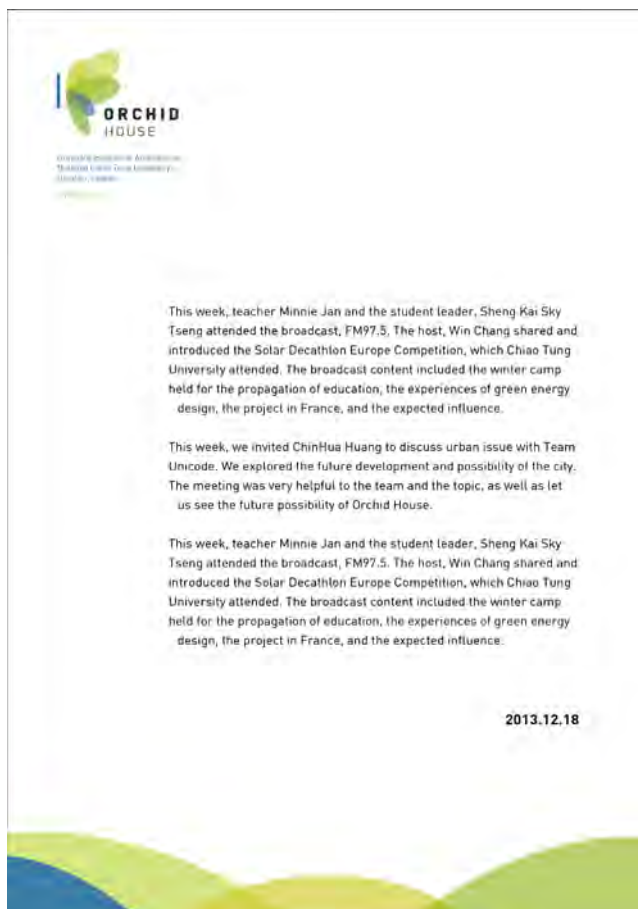 ORCHID
HOUSE
This week, teacher Minnie Jan and the student leader, Sheng Kai Sky
Tseng attended the broadcast, FM97.5. The host, Win Chang shared and
introduced the Solar Decathlon Europe Competition, which Chiao Tung
University attended. The broadcast content included the winter camp
held for the propagation of education, the experiences of green energy
design, the project in France, and the expected influence.
This week, we invited ChinHua Huang to discuss urban issue with Team
Unicode. We explored the future development and possibility of the city.
The meeting was very helpful to the team and the topic, as well as let
us see the future possibility of Orchid House.
This week, teacher Minnie Jan and the student leader, Sheng Kai Sky
Tseng attended the broadcast, FM97.5. The host, Win Chang shared and
introduced the Solar Decathlon Europe Competition, which Chiao Tung
University attended. The broadcast content included the winter camp
held for the propagation of education, the experiences of green energy
design, the project in France, and the expected influence.
2013.12.18